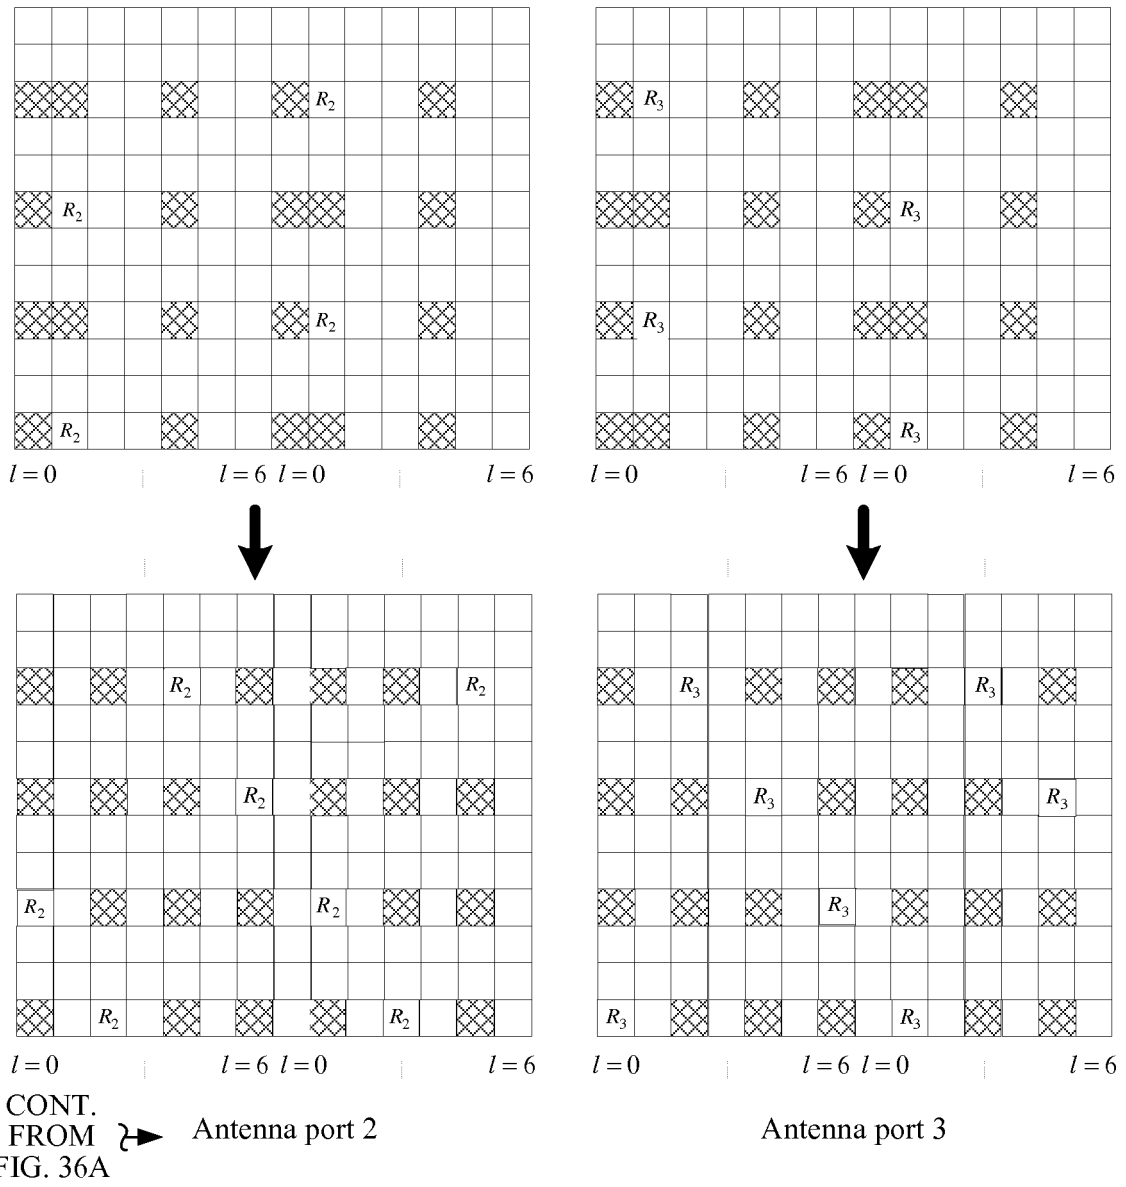 R2 R3
R2 R3
R2 R3
R2 R3
l = 0 l = 6 l = 0 l = 6 l = 0 l = 6 l = 0 l = 6
R2 R2 R3 R3
R2 R3 R3
R2 R2 R3
R2 R2 R3 R3
l = 0 l = 6 l = 0 l = 6 l = 0 l = 6 l = 0 l = 6
CONT.
FROM
FIG. 36A
Antenna port 2 Antenna port 3